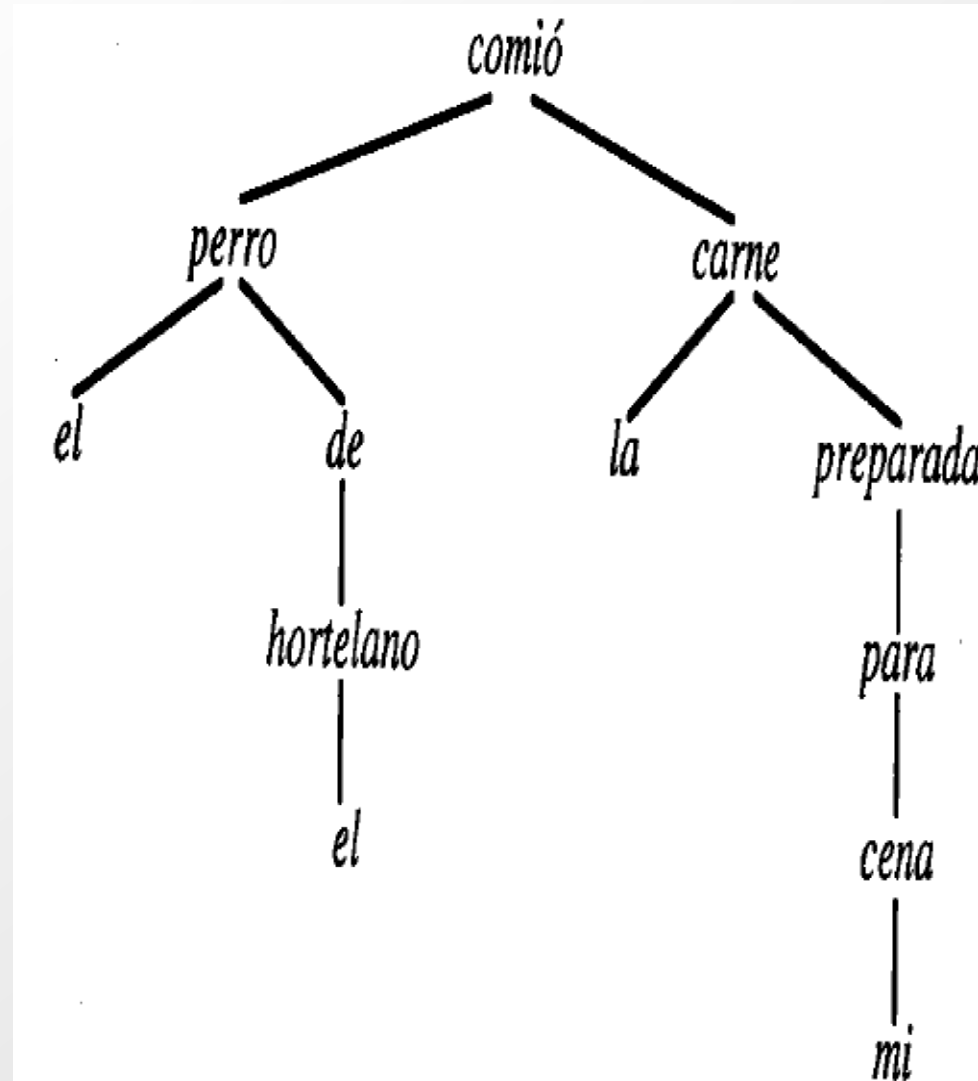 comió
perro carne
el de la preparada
hortelano para
el cena
mi